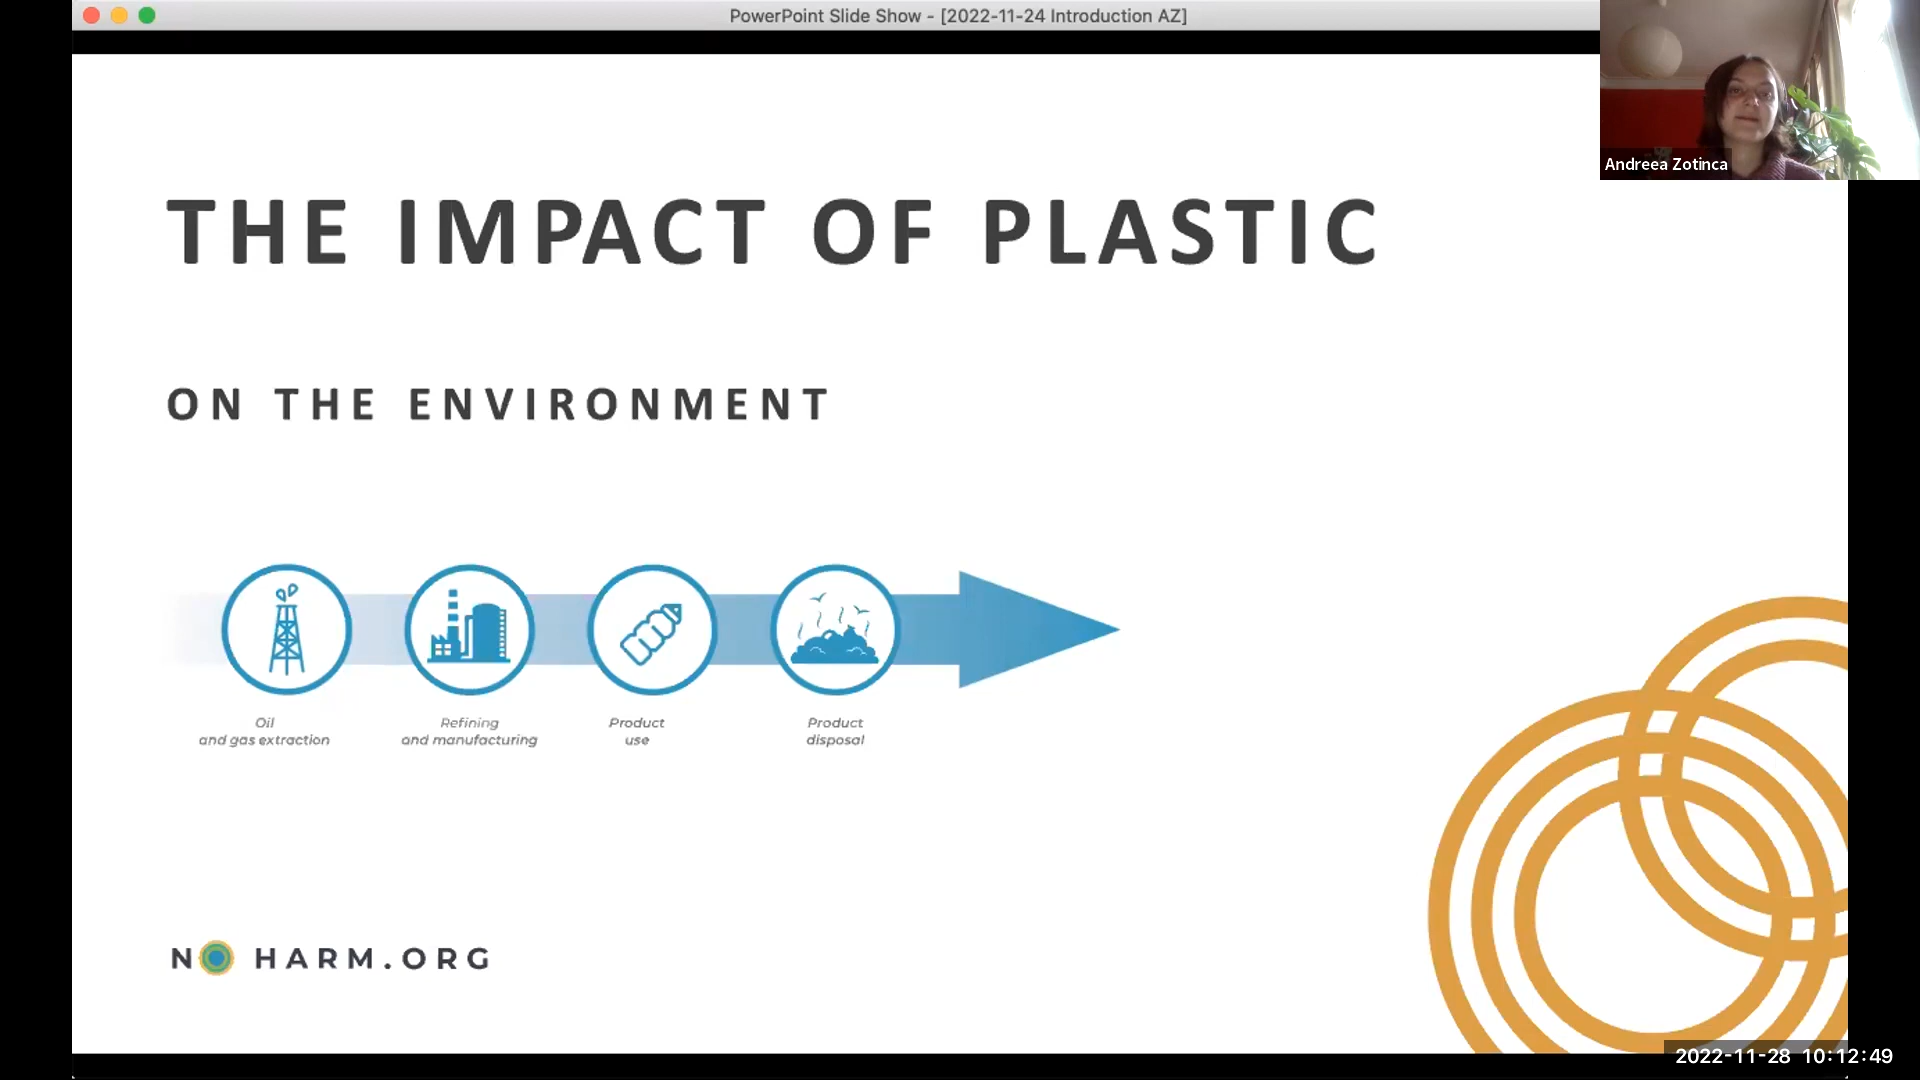 PowerPoint Slide Show - [2022-11-24 Introduction AZ]
Andreea Zotinca
THE IMPACT OF PLASTIC
ON THE ENVIRONMENT
Oil
and gas extraction
Refining
and manufacturing
Product
use
Product
disposal
NO HARM.ORG
2022-11-28 10:12:49